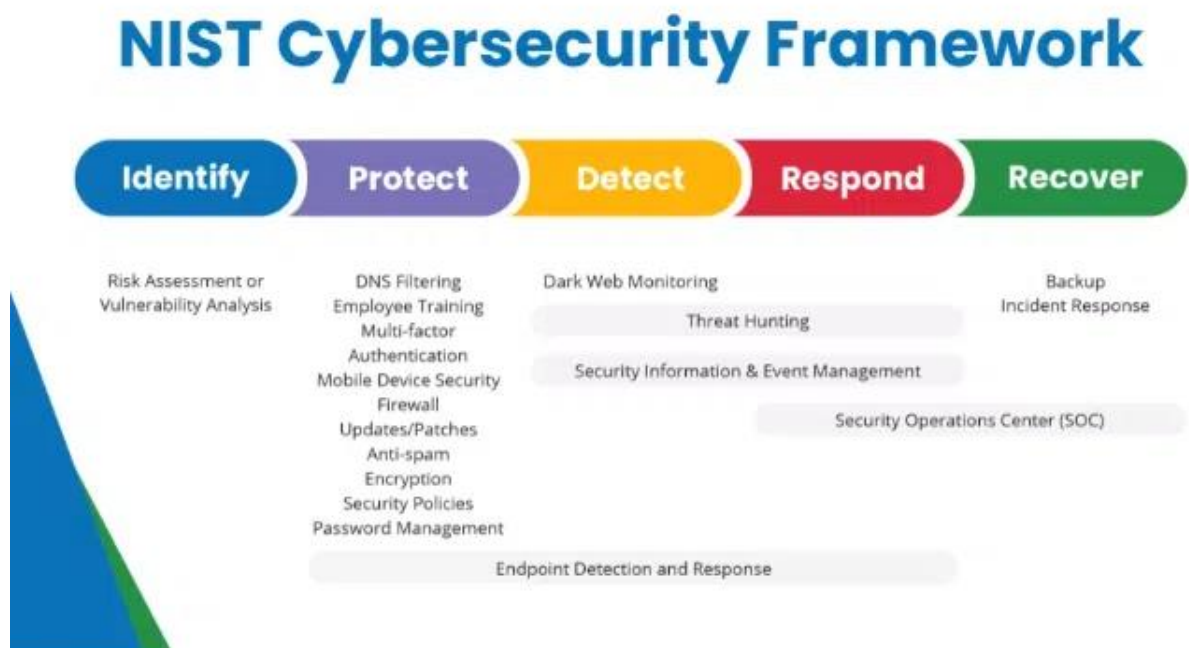 NIST Cybersecurity Framework
Identify
Protect
Detect
Respond
Recover
Risk Assessment or
Vulnerability Analysis
DNS Filtering
Employee Training
Multi-factor
Authentication
Mobile Device Security
Firewall
Updates/Patches
Anti-spam
Encryption
Security Policies
Password Management
Dark Web Monitoring
Threat Hunting
Security Information & Event Management
Backup
Incident Response
Security Operations Center (SOC)
Endpoint Detection and Response